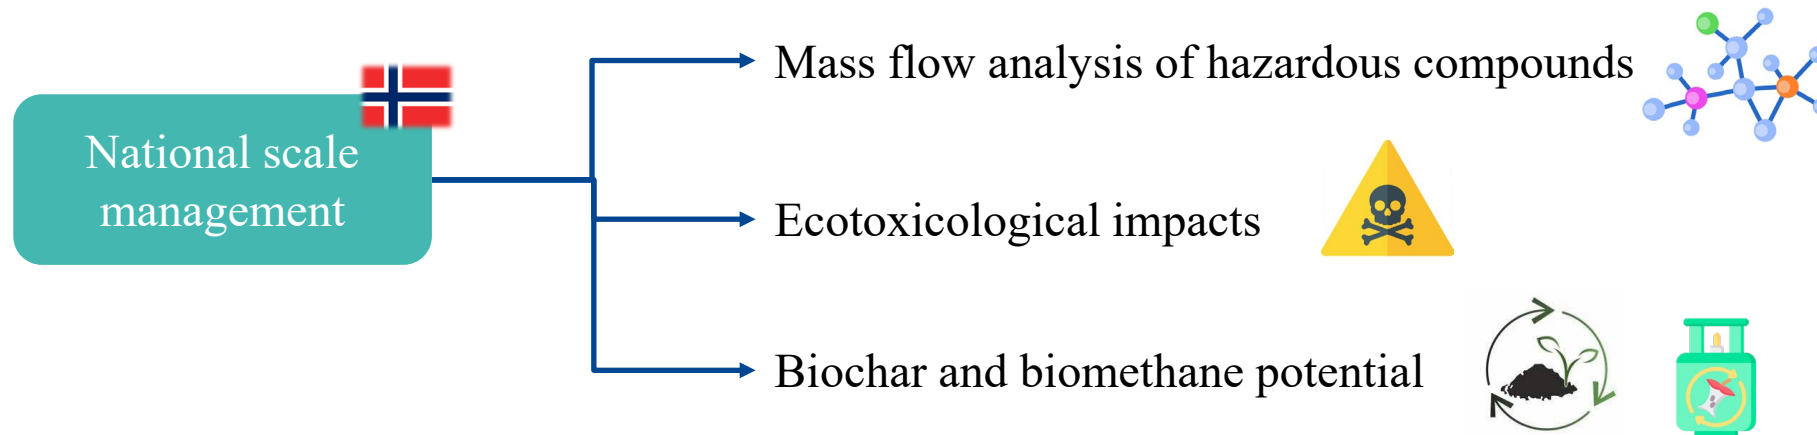 National scale
management
Mass flow analysis of hazardous compounds
Ecotoxicological impacts
Biochar and biomethane potential